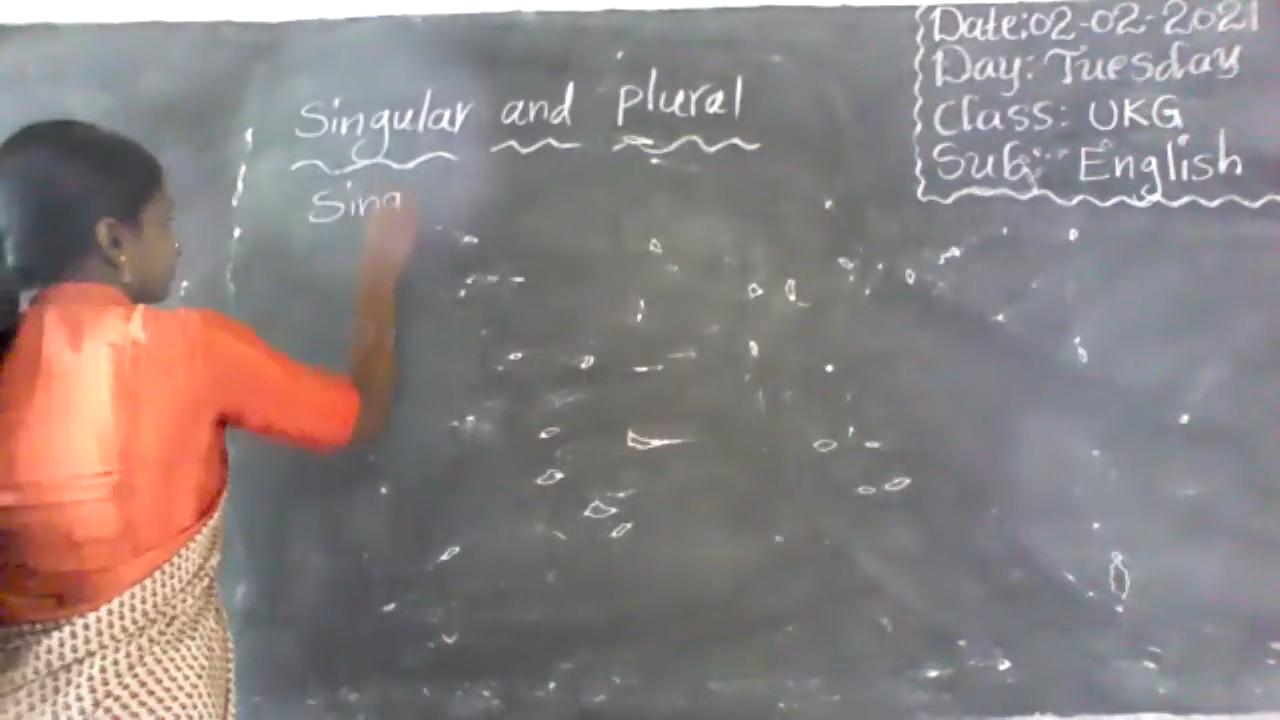 Date:02-02-2021
Day: Tuesday
Class: UKG
Sub: English
Singular and plural
Sing